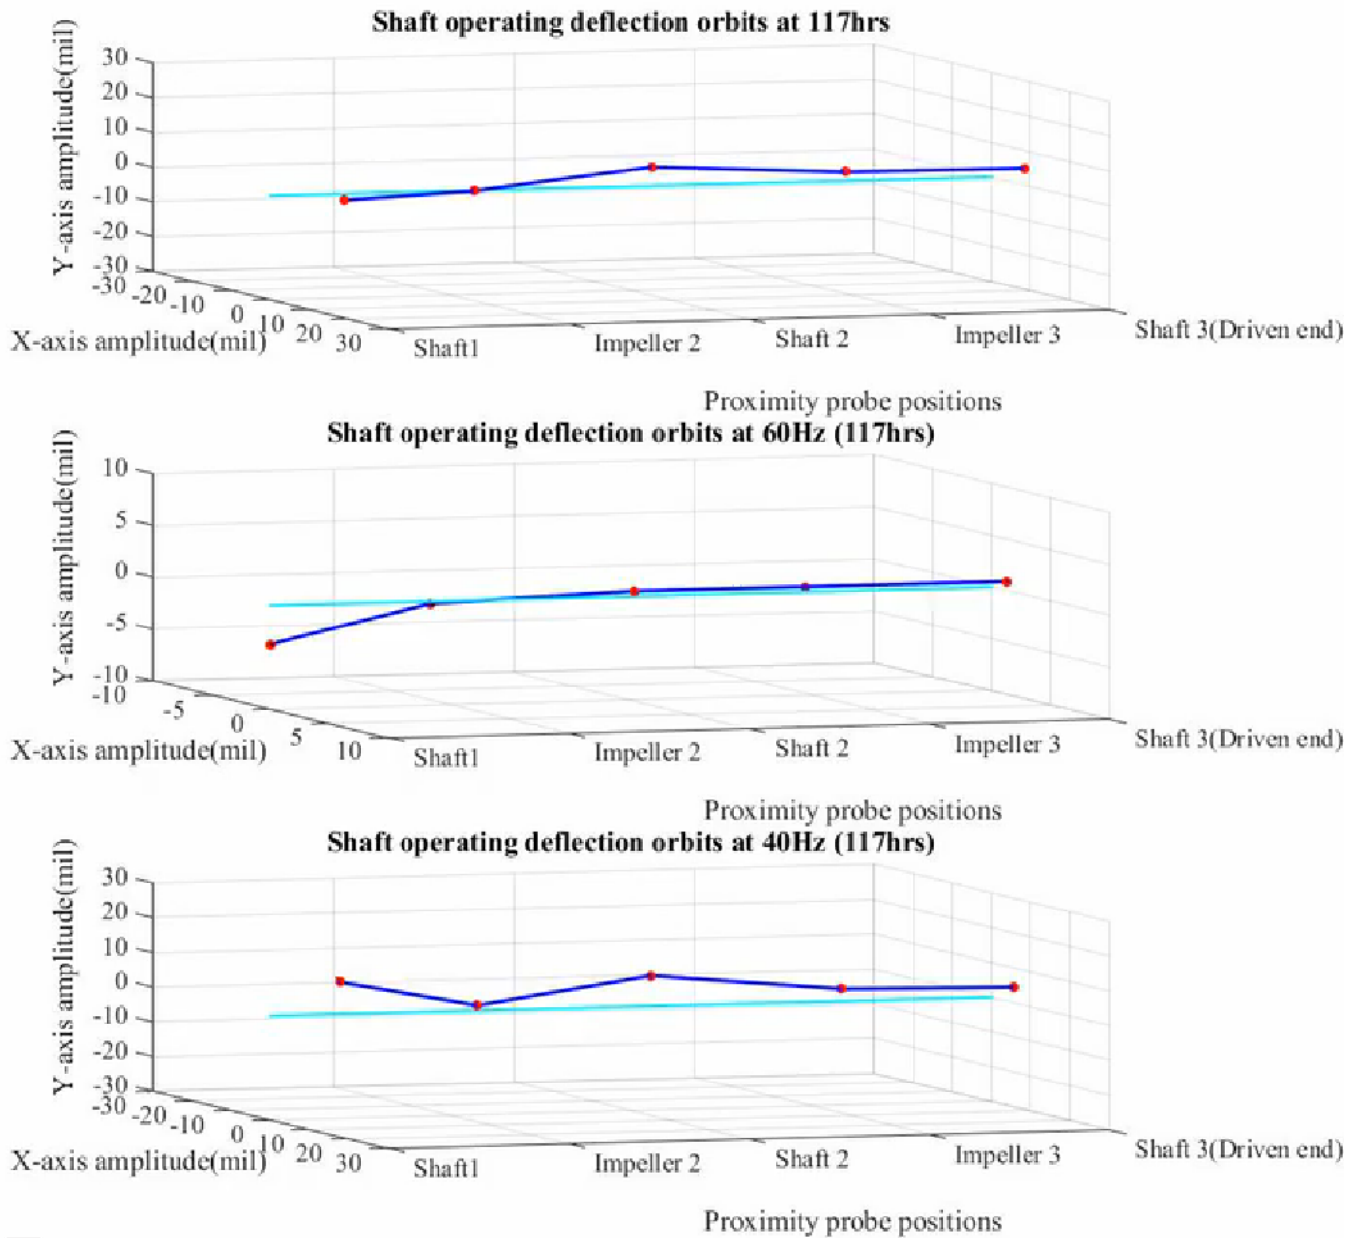 Shaft operating deflection orbits at 117hrs
Y-axis amplitude(mil)
30
20
10
0
-10
-20
-30
-30
-20
-10
0
10
20
30
X-axis amplitude(mil)
Shaft1
Impeller 2
Shaft 2
Impeller 3
Shaft 3(Driven end)
Proximity probe positions
Shaft operating deflection orbits at 60Hz (117hrs)
Y-axis amplitude(mil)
10
5
0
-5
-10
-10
-5
0
5
10
X-axis amplitude(mil)
Shaft1
Impeller 2
Shaft 2
Impeller 3
Shaft 3(Driven end)
Proximity probe positions
Shaft operating deflection orbits at 40Hz (117hrs)
Y-axis amplitude(mil)
30
20
10
0
-10
-20
-30
-30
-20
-10
0
10
20
30
X-axis amplitude(mil)
Shaft1
Impeller 2
Shaft 2
Impeller 3
Shaft 3(Driven end)
Proximity probe positions